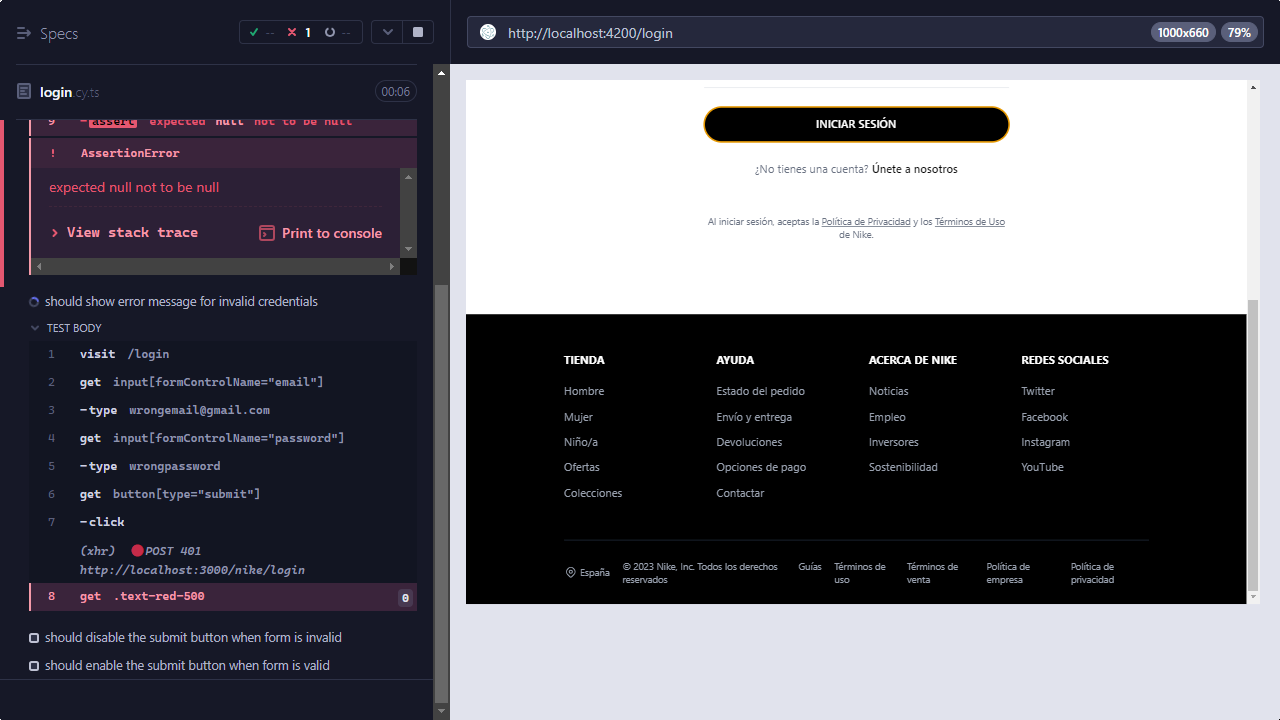 Specs
-- 1 --
http://localhost:4200/login
1000x660 79%
login.cy.ts
00:06
9 -assert expected null not to be null
! AssertionError
expected null not to be null
> View stack trace
Print to console
should show error message for invalid credentials
TEST BODY
1 visit /login
2 get input[formControlName="email"]
3 -type wrongemail@gmail.com
4 get input[formControlName="password"]
5 -type wrongpassword
6 get button[type="submit"]
7 -click
(xhr) POST 401
http://localhost:3000/nike/login
8 get .text-red-500 0
should disable the submit button when form is invalid
should enable the submit button when form is valid
INICIAR SESIÓN
¿No tienes una cuenta? Únete a nosotros
Al iniciar sesión, aceptas la Política de Privacidad y los Términos de Uso
de Nike.
TIENDA
Hombre
Mujer
Niño/a
Ofertas
Colecciones
AYUDA
Estado del pedido
Envío y entrega
Devoluciones
Opciones de pago
Contactar
ACERCA DE NIKE
Noticias
Empleo
Inversores
Sostenibilidad
REDES SOCIALES
Twitter
Facebook
Instagram
YouTube
España
© 2023 Nike, Inc. Todos los derechos
reservados
Guías
Términos de
uso
Términos de
venta
Política de
empresa
Política de
privacidad